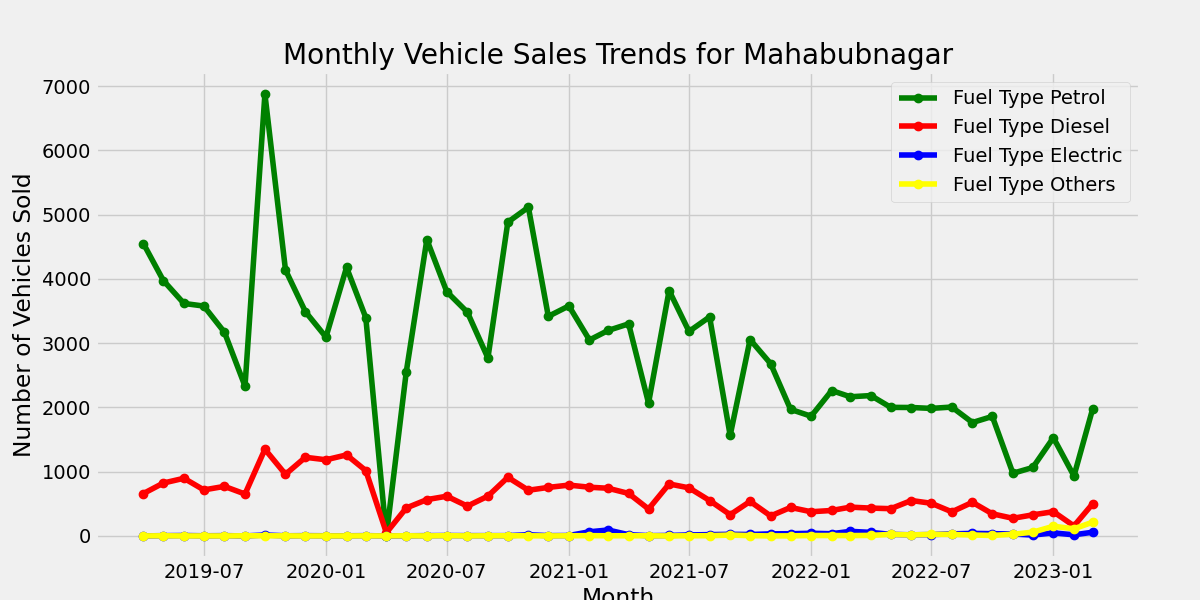 Monthly Vehicle Sales Trends for Mahabubnagar
Number of Vehicles Sold
7000
6000
5000
4000
3000
2000
1000
0
Fuel Type Petrol
Fuel Type Diesel
Fuel Type Electric
Fuel Type Others
2019-07
2020-01
2020-07
2021-01
2021-07
2022-01
2022-07
2023-01
Month